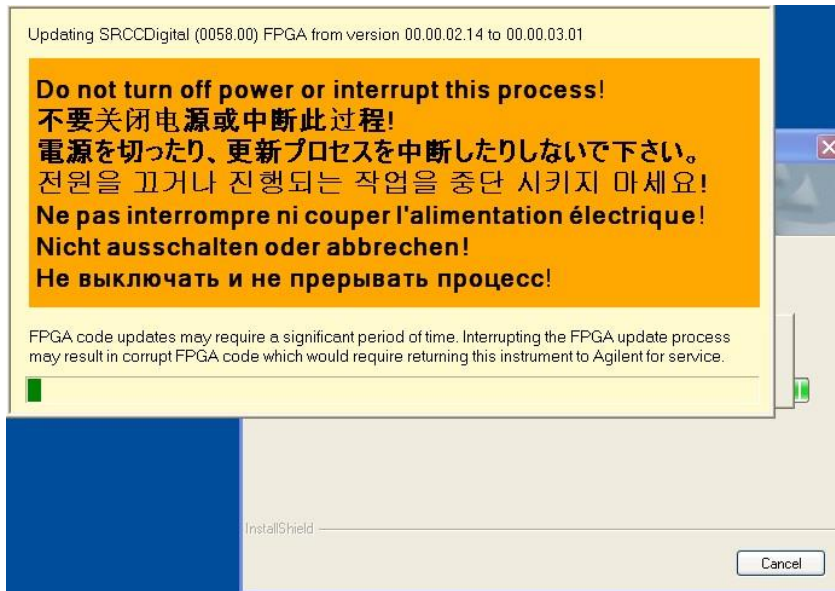 Updating SRCCDigital (0058.00) FPGA from version 00.00.02.14 to 00.00.03.01
Do not turn off power or interrupt this process!
不要关闭电源或中断此过程!
電源を切ったり、更新プロセスを中断したりしないで下さい。
전원을 끄거나 진행되는 작업을 중단 시키지 마세요!
Ne pas interrompre ni couper l'alimentation électrique!
Nicht ausschalten oder abbrechen!
Не выключать и не прерывать процесс!
FPGA code updates may require a significant period of time. Interrupting the FPGA update process
may result in corrupt FPGA code which would require returning this instrument to Agilent for service.
InstallShield
Cancel